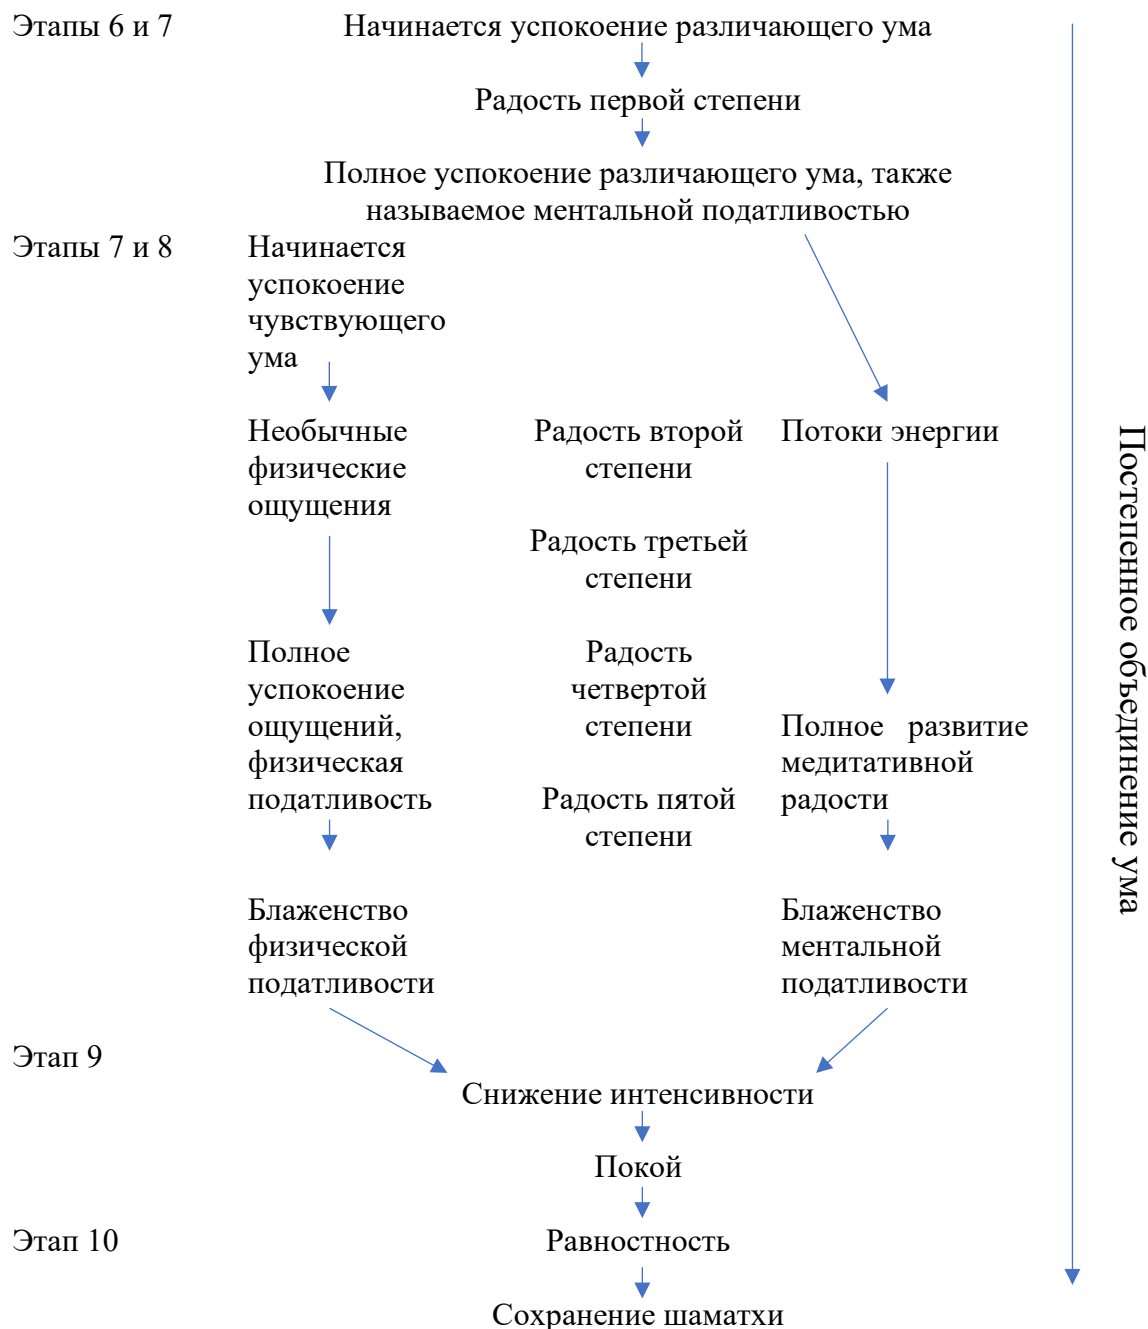 Этапы 6 и 7
Начинается успокоение различающего ума
Радость первой степени
Полное успокоение различающего ума, также
называемое ментальной податливостью
Этапы 7 и 8
Начинается
успокоение
чувствующего
ума
Необычные
физические
ощущения
Радость второй
степени
Потоки энергии
Радость третьей
степени
Полное
успокоение
ощущений,
физическая
податливость
Радость
четвертой
степени
Полное развитие
медитативной
радости
Радость пятой
степени
Блаженство
физической
податливости
Блаженство
ментальной
податливости
Этап 9
Снижение интенсивности
Покой
Этап 10
Равностность
Сохранение шаматхи
Постепенное объединение ума